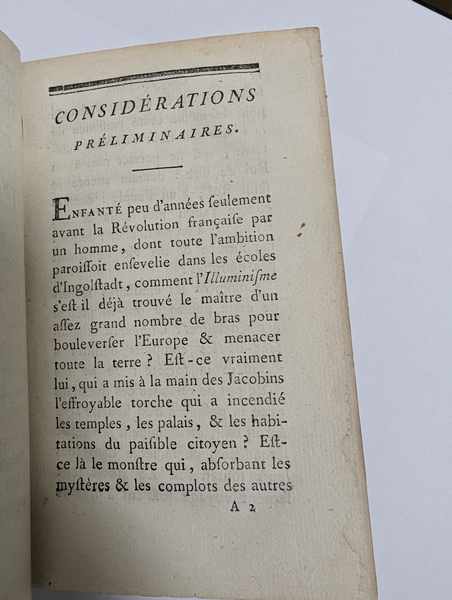 CONSIDÉRATIONS
PRÉLIMINAIRES.
ENFANTÉ peu d'années ſeulement
avant la Révolution françaiſe par
un homme, dont toute l'ambition
paroiſſoit enſevelie dans les écoles
d'Ingolſtadt, comment l'Illuminiſme
s'eſt il déjà trouvé le maître d'un
aſſez grand nombre de bras pour
bouleverſer l'Europe & menacer
toute la terre ? Eſt-ce vraiment
lui, qui a mis à la main des Jacobins
l'effroyable torche qui a incendié
les temples, les palais, & les habi-
tations du paiſible citoyen ? Eſt-
ce là le monſtre qui, abſorbant les
myſtères & les complots des autres
A 2